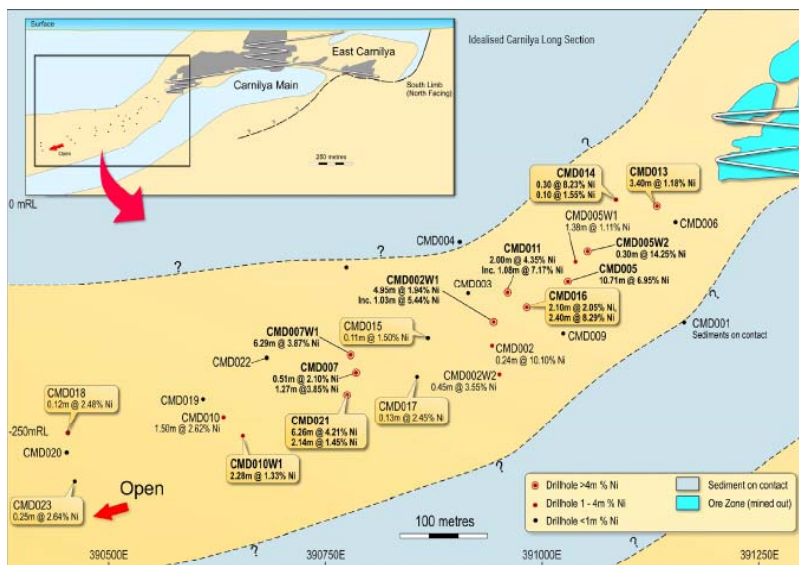 Surface
Idealised Carnilya Long Section
East Carnilya
Carnilya Main
South Limb
(North Facing)
?
?
?
?
Open
250 metres
0 mRL
?
CMD014
0.30 @ 8.23% Ni
0.10 @ 1.55% Ni
CMD013
3.40m @ 1.18% Ni
CMD005W1
1.38m @ 1.11% Ni
CMD006
CMD004
CMD011
2.00m @ 4.35% Ni
Inc. 1.08m @ 7.17% Ni
CMD005W2
0.30m @ 14.25% Ni
?
?
CMD002W1
4.95m @ 1.94% Ni
Inc. 1.03m @ 5.44% Ni
CMD003
CMD005
10.71m @ 6.95% Ni
?
CMD016
2.10m @ 2.05% Ni,
2.40m @ 8.29% Ni
CMD001
Sediments on contact
CMD007W1
6.29m @ 3.87% Ni
CMD015
0.11m @ 1.50% Ni
CMD009
CMD022
CMD002
0.24m @ 10.10% Ni
CMD007
0.51m @ 2.10% Ni
1.27m @3.85% Ni
CMD002W2
0.45m @ 3.55% Ni
CMD018
0.12m @ 2.48% Ni
CMD019
CMD017
0.13m @ 2.45% Ni
-250mRL
CMD010
1.50m @ 2.62% Ni
CMD021
6.26m @ 4.21% Ni
2.14m @ 1.45% Ni
CMD020
CMD010W1
2.28m @ 1.33% Ni
?
CMD023
0.25m @ 2.64% Ni
Open
Drillhole >4m % Ni
Drillhole 1 - 4m % Ni
Drillhole <1m % Ni
Sediment on contact
Ore Zone (mined out)
100 metres
?
?
390500E
390750E
391000E
391250E